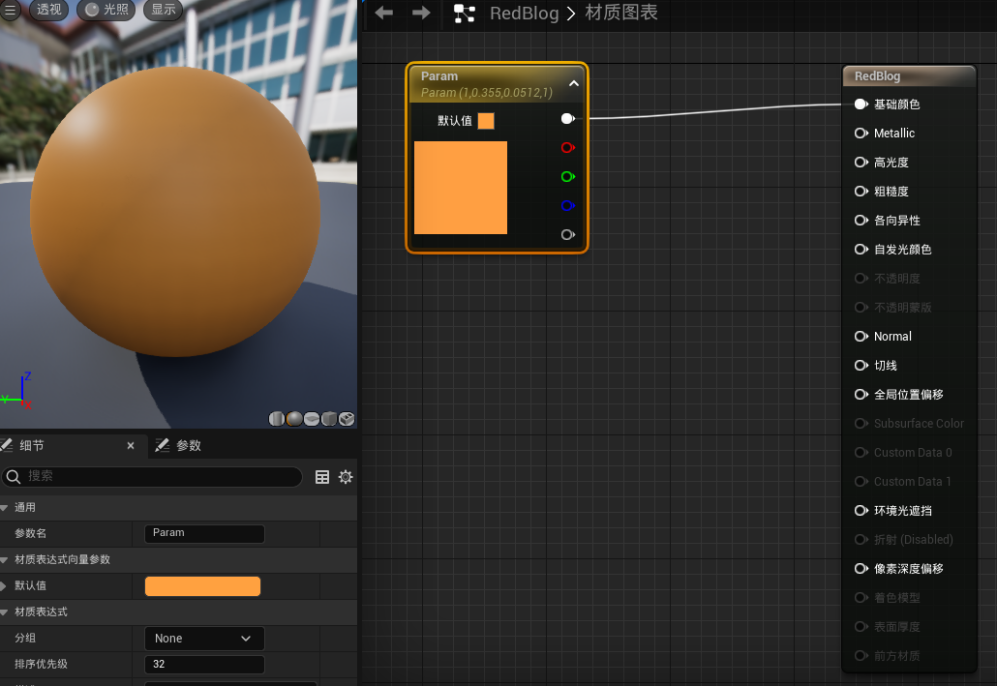 透视
光照
显示
RedBlog > 材质图表
Param
Param (1,0.355,0.0512,1)
默认值
RedBlog
基础颜色
Metallic
高光度
粗糙度
各向异性
自发光颜色
不透明度
不透明蒙版
Normal
切线
全局位置偏移
Subsurface Color
Custom Data 0
Custom Data 1
环境光遮挡
折射 (Disabled)
像素深度偏移
着色模型
表面厚度
前方材质
Z
Y
X
细节
参数
搜索
通用
参数名
Param
材质表达式向量参数
默认值
材质表达式
分组
None
排序优先级
32